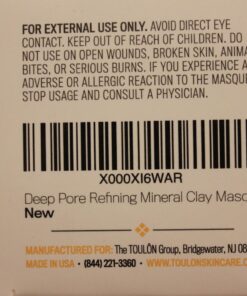 FOR EXTERNAL USE ONLY. AVOID DIRECT EYE
CONTACT. KEEP OUT OF REACH OF CHILDREN. DO
NOT USE ON OPEN WOUNDS, BROKEN SKIN, ANIMA
BITES, OR SERIOUS BURNS. IF YOU EXPERIENCE A
ADVERSE OR ALLERGIC REACTION TO THE MASQUE
STOP USAGE AND CONSULT A PHYSICIAN.
X000XI6WAR
Deep Pore Refining Mineral Clay Masq
New
MANUFACTURED FOR: The TOULÖN Group, Bridgewater, NJ 08
MADE IN USA • (844) 221-3360 • WWW.TOULONSKINCARE.